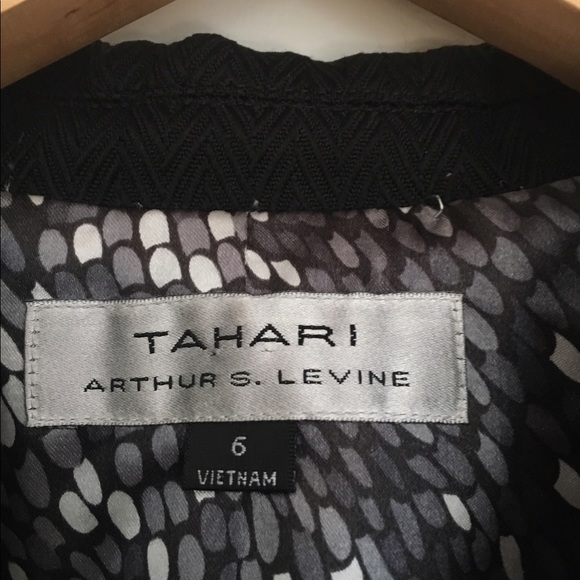 TAHARI
ARTHUR S. LEVINE
6
VIETNAM